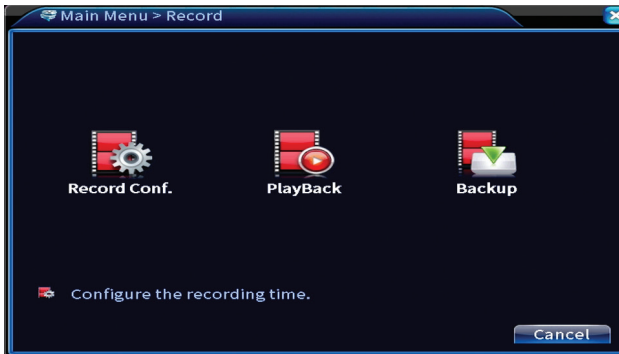 Main Menu > Record
Record Conf.
PlayBack
Backup
Configure the recording time.
Cancel